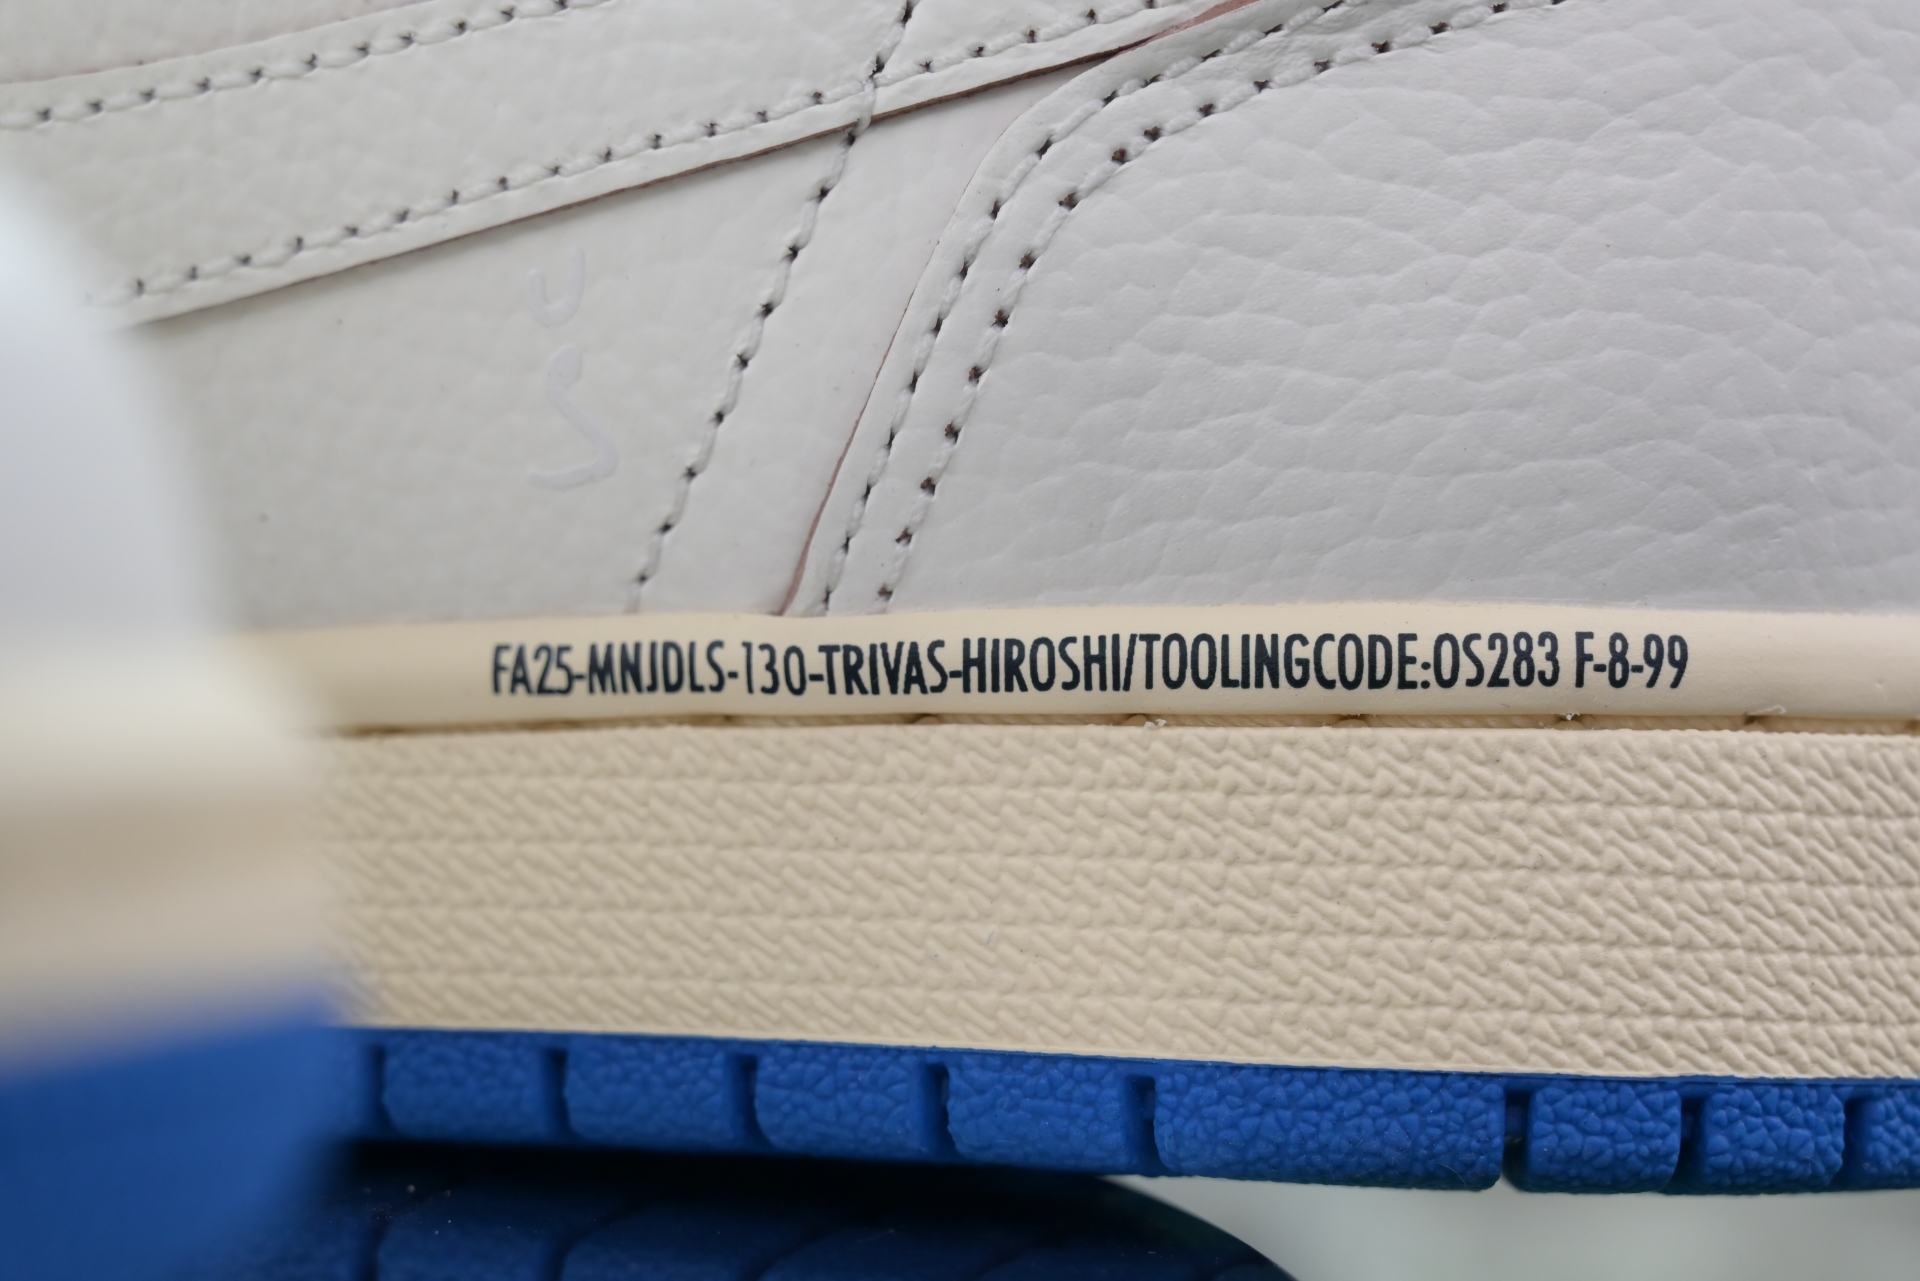 FA25-MNJDLS-130-TRIVAS-HIROSHI/TOOLINGCODE:OS283 F-8-99